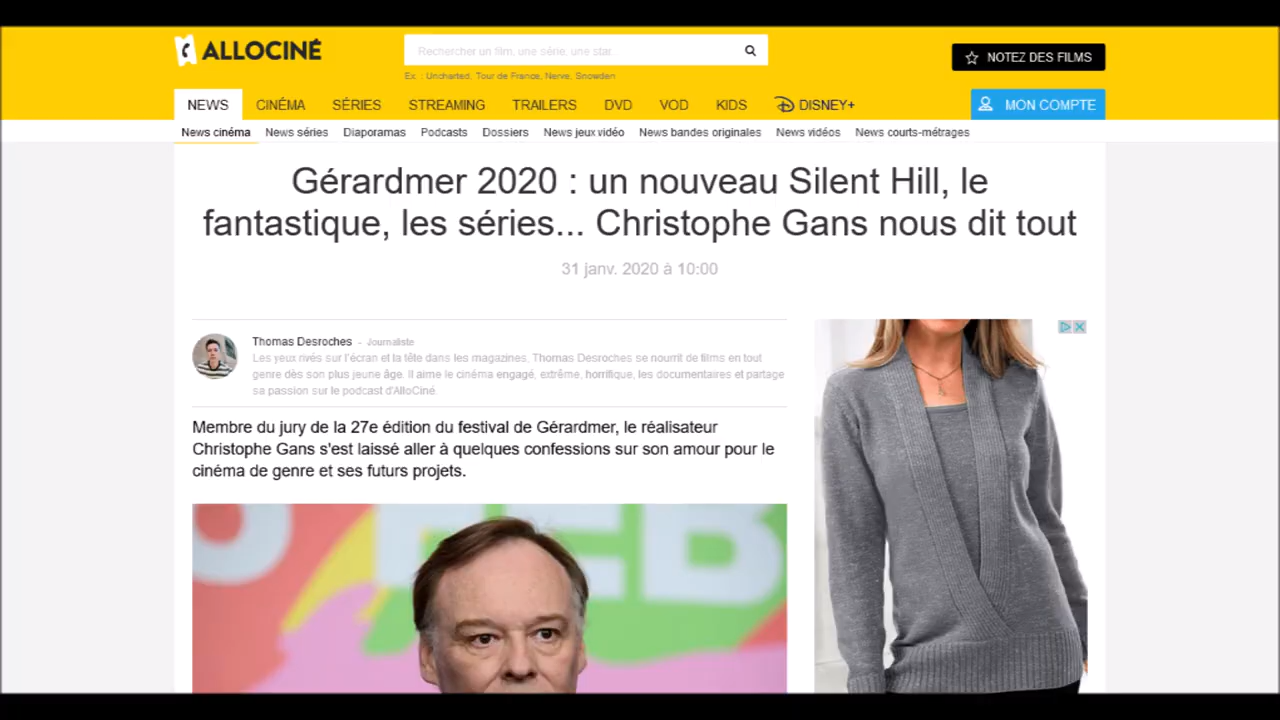 ALLOCINÉ
Rechercher un film, une série, une star
Ex. : Uncharted, Tour de France, Nerve, Snowden
NOTEZ DES FILMS
NEWS CINÉMA SÉRIES STREAMING TRAILERS DVD VOD KIDS DISNEY+ MON COMPTE
News cinéma News séries Diaporamas Podcasts Dossiers News jeux vidéo News bandes originales News vidéos News courts-métrages
Gérardmer 2020 : un nouveau Silent Hill, le
fantastique, les séries... Christophe Gans nous dit tout
31 janv. 2020 à 10:00
Thomas Desroches - Journaliste
Les yeux rivés sur l'écran et la tête dans les magazines, Thomas Desroches se nourrit de films en tout
genre dès son plus jeune âge. Il aime le cinéma engagé, extrême, horrifique, les documentaires et partage
sa passion sur le podcast d'AlloCiné.
Membre du jury de la 27e édition du festival de Gérardmer, le réalisateur
Christophe Gans s'est laissé aller à quelques confessions sur son amour pour le
cinéma de genre et ses futurs projets.